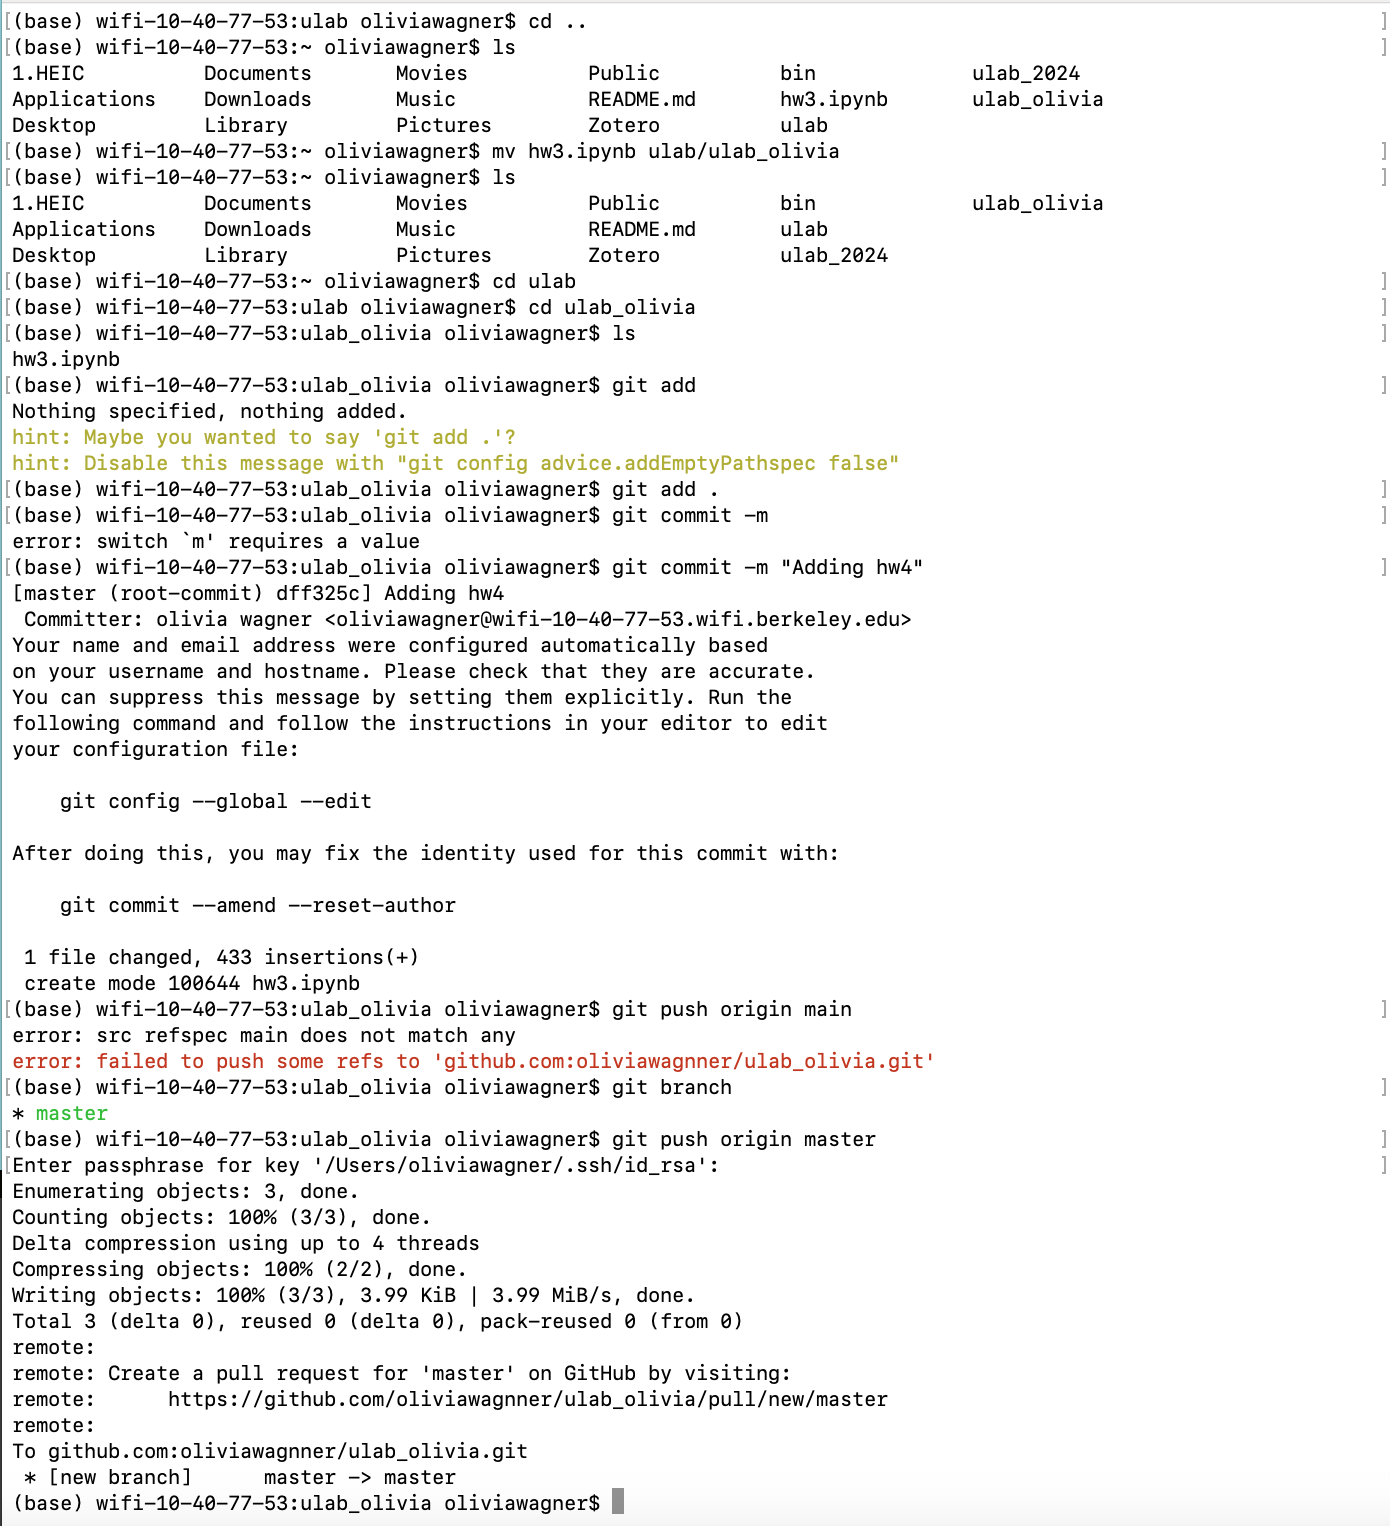 [(base) wifi-10-40-77-53:ulab oliviawagner$ cd .. ]
[(base) wifi-10-40-77-53:~ oliviawagner$ ls ]
1.HEIC Documents Movies Public bin ulab_2024
Applications Downloads Music README.md hw3.ipynb ulab_olivia
Desktop Library Pictures Zotero ulab
[(base) wifi-10-40-77-53:~ oliviawagner$ mv hw3.ipynb ulab/ulab_olivia ]
[(base) wifi-10-40-77-53:~ oliviawagner$ ls ]
1.HEIC Documents Movies Public bin ulab_olivia
Applications Downloads Music README.md ulab
Desktop Library Pictures Zotero ulab_2024
[(base) wifi-10-40-77-53:~ oliviawagner$ cd ulab ]
[(base) wifi-10-40-77-53:ulab oliviawagner$ cd ulab_olivia ]
[(base) wifi-10-40-77-53:ulab_olivia oliviawagner$ ls ]
hw3.ipynb
[(base) wifi-10-40-77-53:ulab_olivia oliviawagner$ git add ]
Nothing specified, nothing added.
hint: Maybe you wanted to say 'git add .'?
hint: Disable this message with "git config advice.addEmptyPathspec false"
[(base) wifi-10-40-77-53:ulab_olivia oliviawagner$ git add . ]
[(base) wifi-10-40-77-53:ulab_olivia oliviawagner$ git commit -m ]
error: switch `m' requires a value
[(base) wifi-10-40-77-53:ulab_olivia oliviawagner$ git commit -m "Adding hw4" ]
[master (root-commit) dff325c] Adding hw4
 Committer: olivia wagner <oliviawagner@wifi-10-40-77-53.wifi.berkeley.edu>
Your name and email address were configured automatically based
on your username and hostname. Please check that they are accurate.
You can suppress this message by setting them explicitly. Run the
following command and follow the instructions in your editor to edit
your configuration file:
    git config --global --edit
After doing this, you may fix the identity used for this commit with:
    git commit --amend --reset-author
 1 file changed, 433 insertions(+)
 create mode 100644 hw3.ipynb
[(base) wifi-10-40-77-53:ulab_olivia oliviawagner$ git push origin main ]
error: src refspec main does not match any
error: failed to push some refs to 'github.com:oliviawagnner/ulab_olivia.git'
[(base) wifi-10-40-77-53:ulab_olivia oliviawagner$ git branch ]
* master
[(base) wifi-10-40-77-53:ulab_olivia oliviawagner$ git push origin master ]
[Enter passphrase for key '/Users/oliviawagner/.ssh/id_rsa': ]
Enumerating objects: 3, done.
Counting objects: 100% (3/3), done.
Delta compression using up to 4 threads
Compressing objects: 100% (2/2), done.
Writing objects: 100% (3/3), 3.99 KiB | 3.99 MiB/s, done.
Total 3 (delta 0), reused 0 (delta 0), pack-reused 0 (from 0)
remote:
remote: Create a pull request for 'master' on GitHub by visiting:
remote:      https://github.com/oliviawagnner/ulab_olivia/pull/new/master
remote:
To github.com:oliviawagnner/ulab_olivia.git
 * [new branch]      master -> master
(base) wifi-10-40-77-53:ulab_olivia oliviawagner$